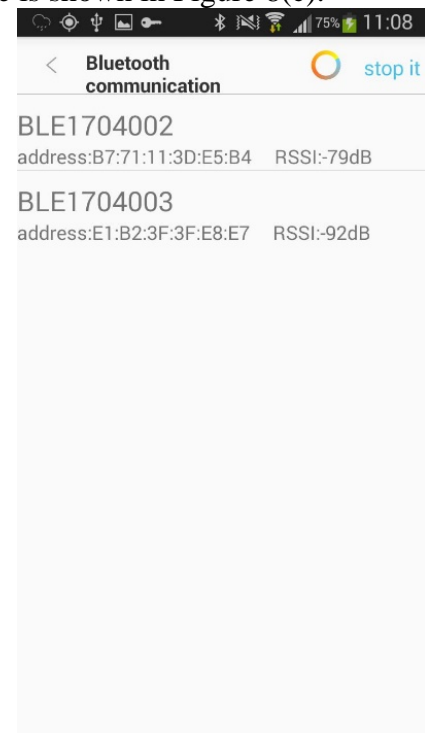 e is shown in Figure 8(c).
75% 11:08
< Bluetooth
communication
stop it
BLE1704002
address:B7:71:11:3D:E5:B4 RSSI:-79dB
BLE1704003
address:E1:B2:3F:3F:E8:E7 RSSI:-92dB